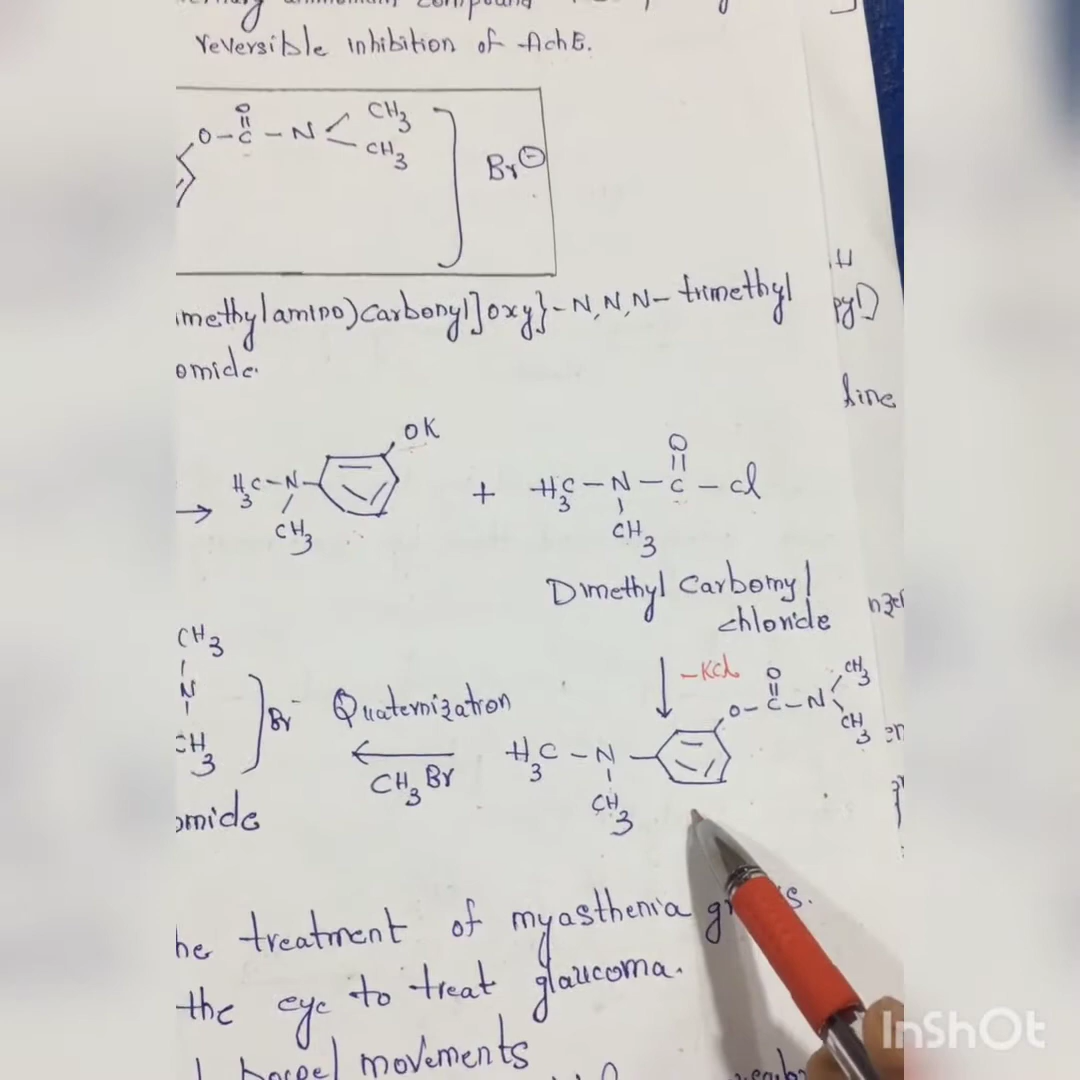 compound
reversible inhibition of AchE.
O
O-C-N
CH3
CH3
Br⊖
methylamino)carbonyl]oxy}-N,N,N-trimethyl
omide.
H
line
OK
H3C-N
CH3
+
O
H3C-N-C-Cl
CH3
Dimethyl Carbomyl
chloride
CH3
N
CH3
Br-
Quaternization
CH3Br
-KCl
O
O-C-N
CH3
CH3
H3C-N
CH3
omide
he treatment of myasthenia
the eye to treat glaucoma.
movements
InShOt